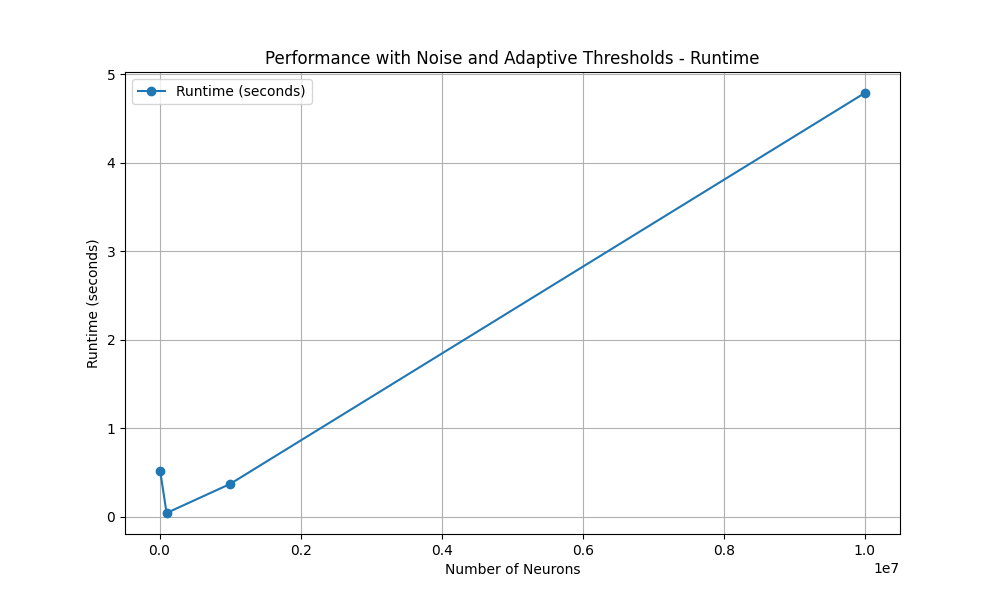 Performance with Noise and Adaptive Thresholds - Runtime
Runtime (seconds)
5
4
3
2
1
0
Runtime (seconds)
0.0 0.2 0.4 0.6 0.8 1.0
1e7
Number of Neurons